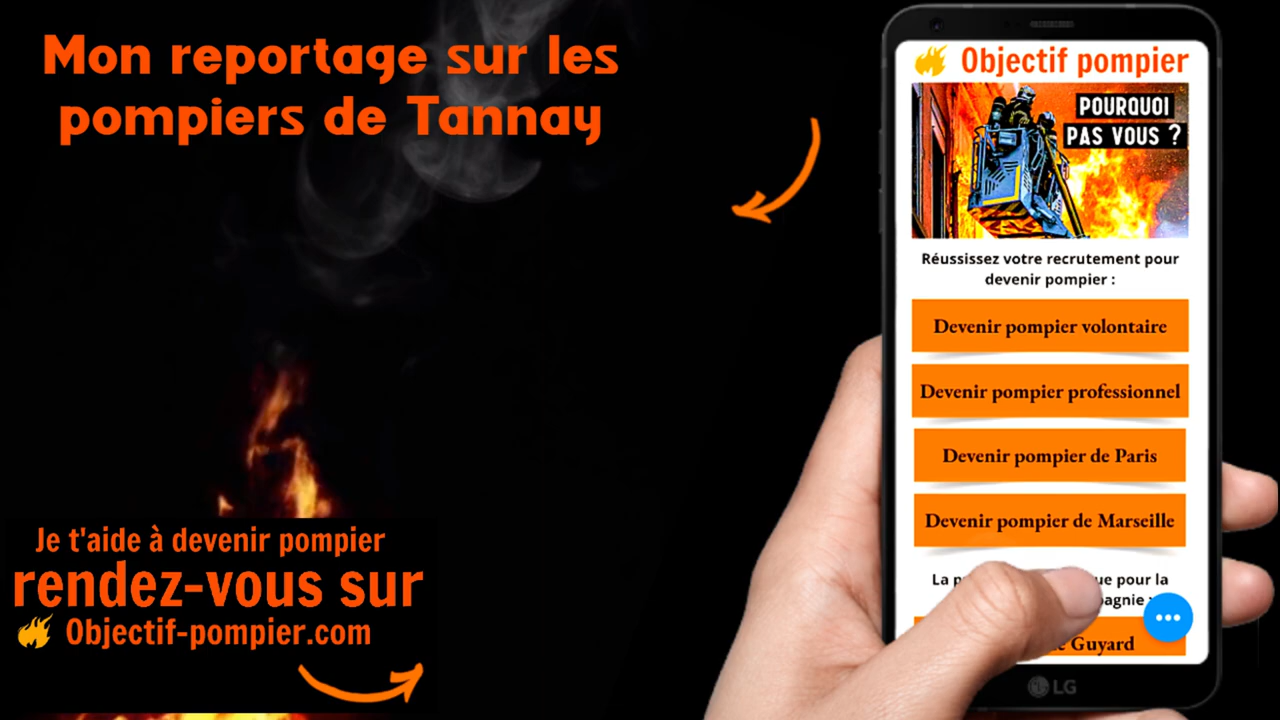 Mon reportage sur les
pompiers de Tannay
Objectif pompier
POURQUOI
PAS VOUS ?
Réussissez votre recrutement pour
devenir pompier :
Devenir pompier volontaire
Devenir pompier professionnel
Devenir pompier de Paris
Devenir pompier de Marseille
La pour la
Guyard
LG
Je t'aide à devenir pompier
rendez-vous sur
Objectif-pompier.com